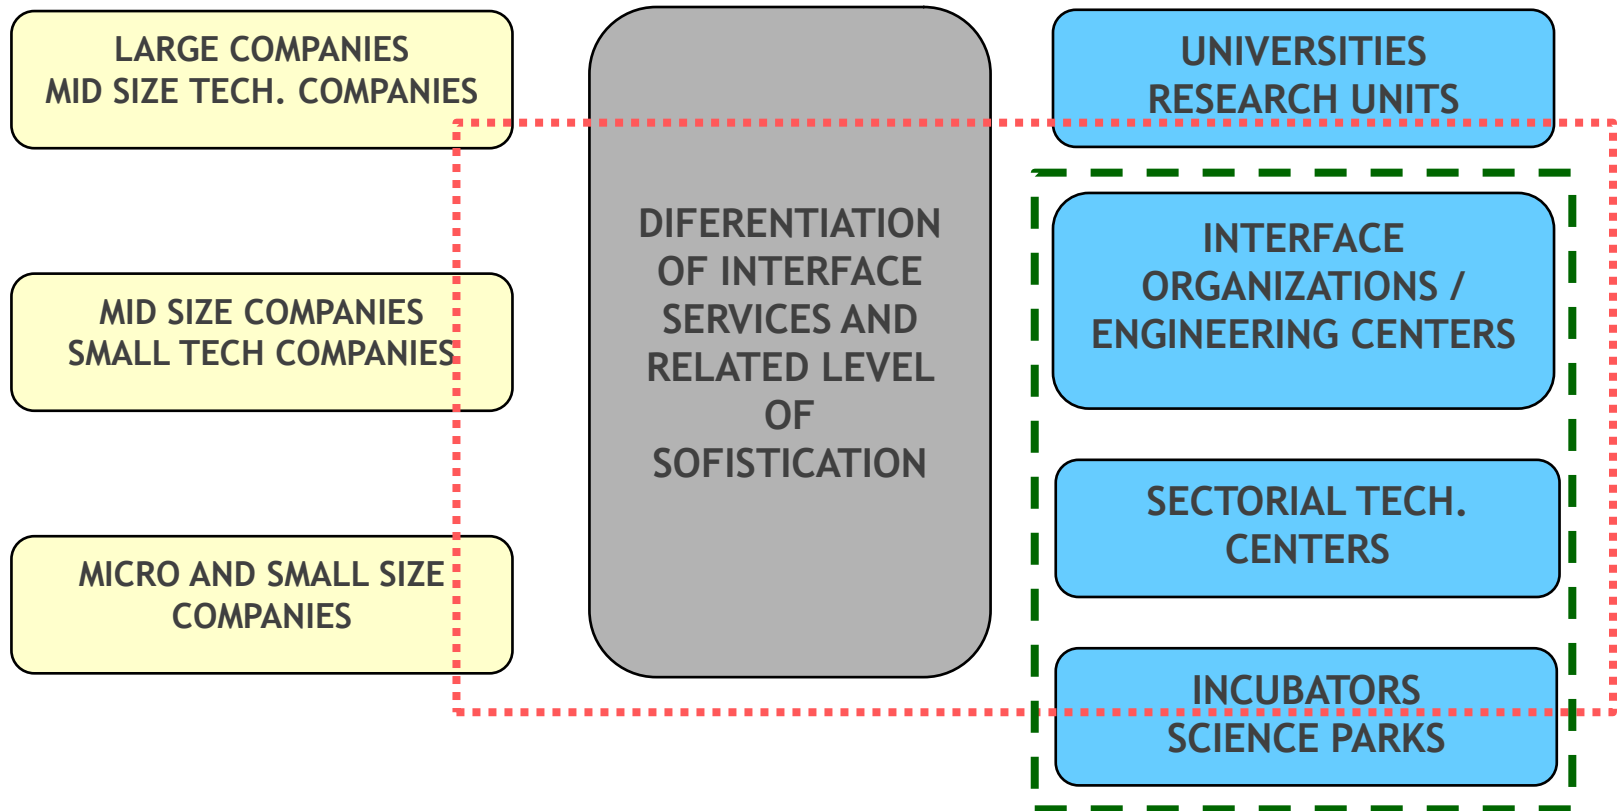 LARGE COMPANIES
MID SIZE TECH. COMPANIES
MID SIZE COMPANIES
SMALL TECH COMPANIES
MICRO AND SMALL SIZE
COMPANIES
DIFERENTIATION
OF INTERFACE
SERVICES AND
RELATED LEVEL
OF
SOFISTICATION
UNIVERSITIES
RESEARCH UNITS
INTERFACE
ORGANIZATIONS /
ENGINEERING CENTERS
SECTORIAL TECH.
CENTERS
INCUBATORS
SCIENCE PARKS